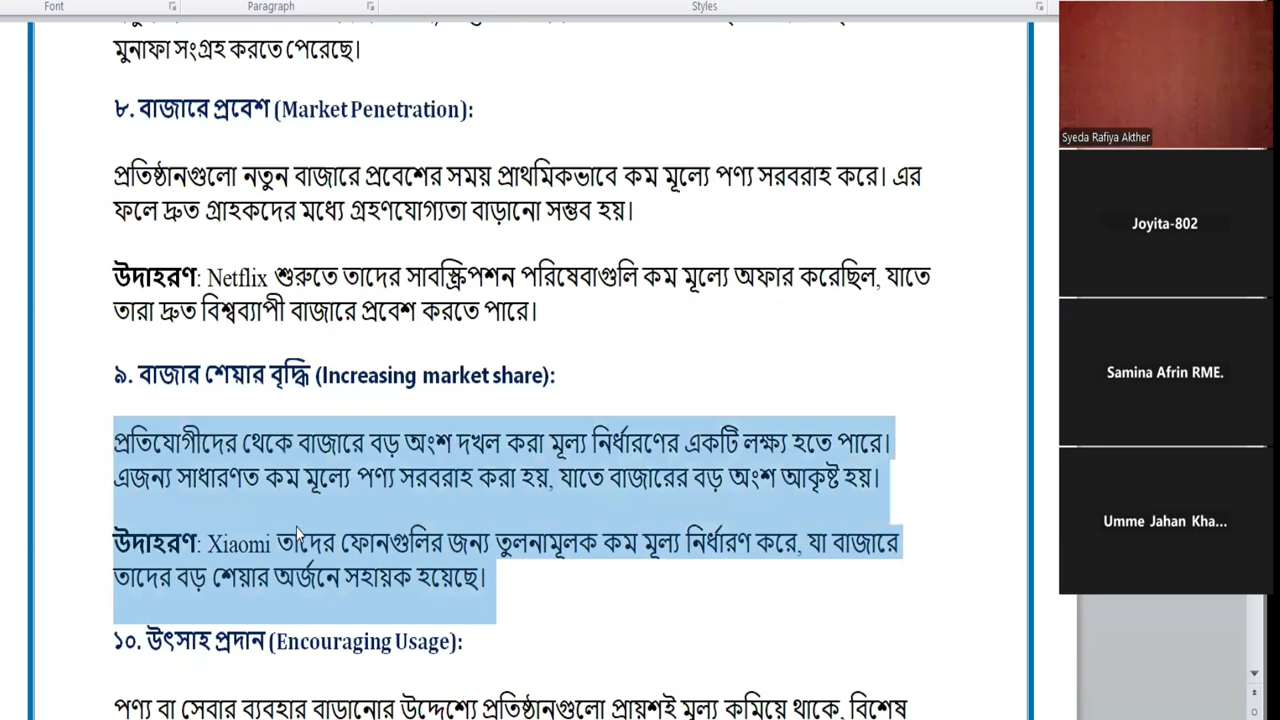 Font Paragraph Styles
মুনাফা সংগ্রহ করতে পেরেছে।
৮. বাজারে প্রবেশ (Market Penetration):
প্রতিষ্ঠানগুলো নতুন বাজারে প্রবেশের সময় প্রাথমিকভাবে কম মূল্যে পণ্য সরবরাহ করে। এর
ফলে দ্রুত গ্রাহকদের মধ্যে গ্রহণযোগ্যতা বাড়ানো সম্ভব হয়।
উদাহরণ: Netflix শুরুতে তাদের সাবস্ক্রিপশন পরিষেবাগুলি কম মূল্যে অফার করেছিল, যাতে
তারা দ্রুত বিশ্বব্যাপী বাজারে প্রবেশ করতে পারে।
৯. বাজার শেয়ার বৃদ্ধি (Increasing market share):
প্রতিযোগীদের থেকে বাজারে বড় অংশ দখল করা মূল্য নির্ধারণের একটি লক্ষ্য হতে পারে।
এজন্য সাধারণত কম মূল্যে পণ্য সরবরাহ করা হয়, যাতে বাজারের বড় অংশ আকৃষ্ট হয়।
উদাহরণ: Xiaomi তাদের ফোনগুলির জন্য তুলনামূলক কম মূল্য নির্ধারণ করে, যা বাজারে
তাদের বড় শেয়ার অর্জনে সহায়ক হয়েছে।
১০. উৎসাহ প্রদান (Encouraging Usage):
পণ্য বা সেবার ব্যবহার বাড়ানোর উদ্দেশ্যে প্রতিষ্ঠানগুলো প্রায়শই মূল্য কমিয়ে থাকে, বিশেষ
Syeda Rafiya Akther
Joyita-802
Samina Afrin RME.
Umme Jahan Kha...